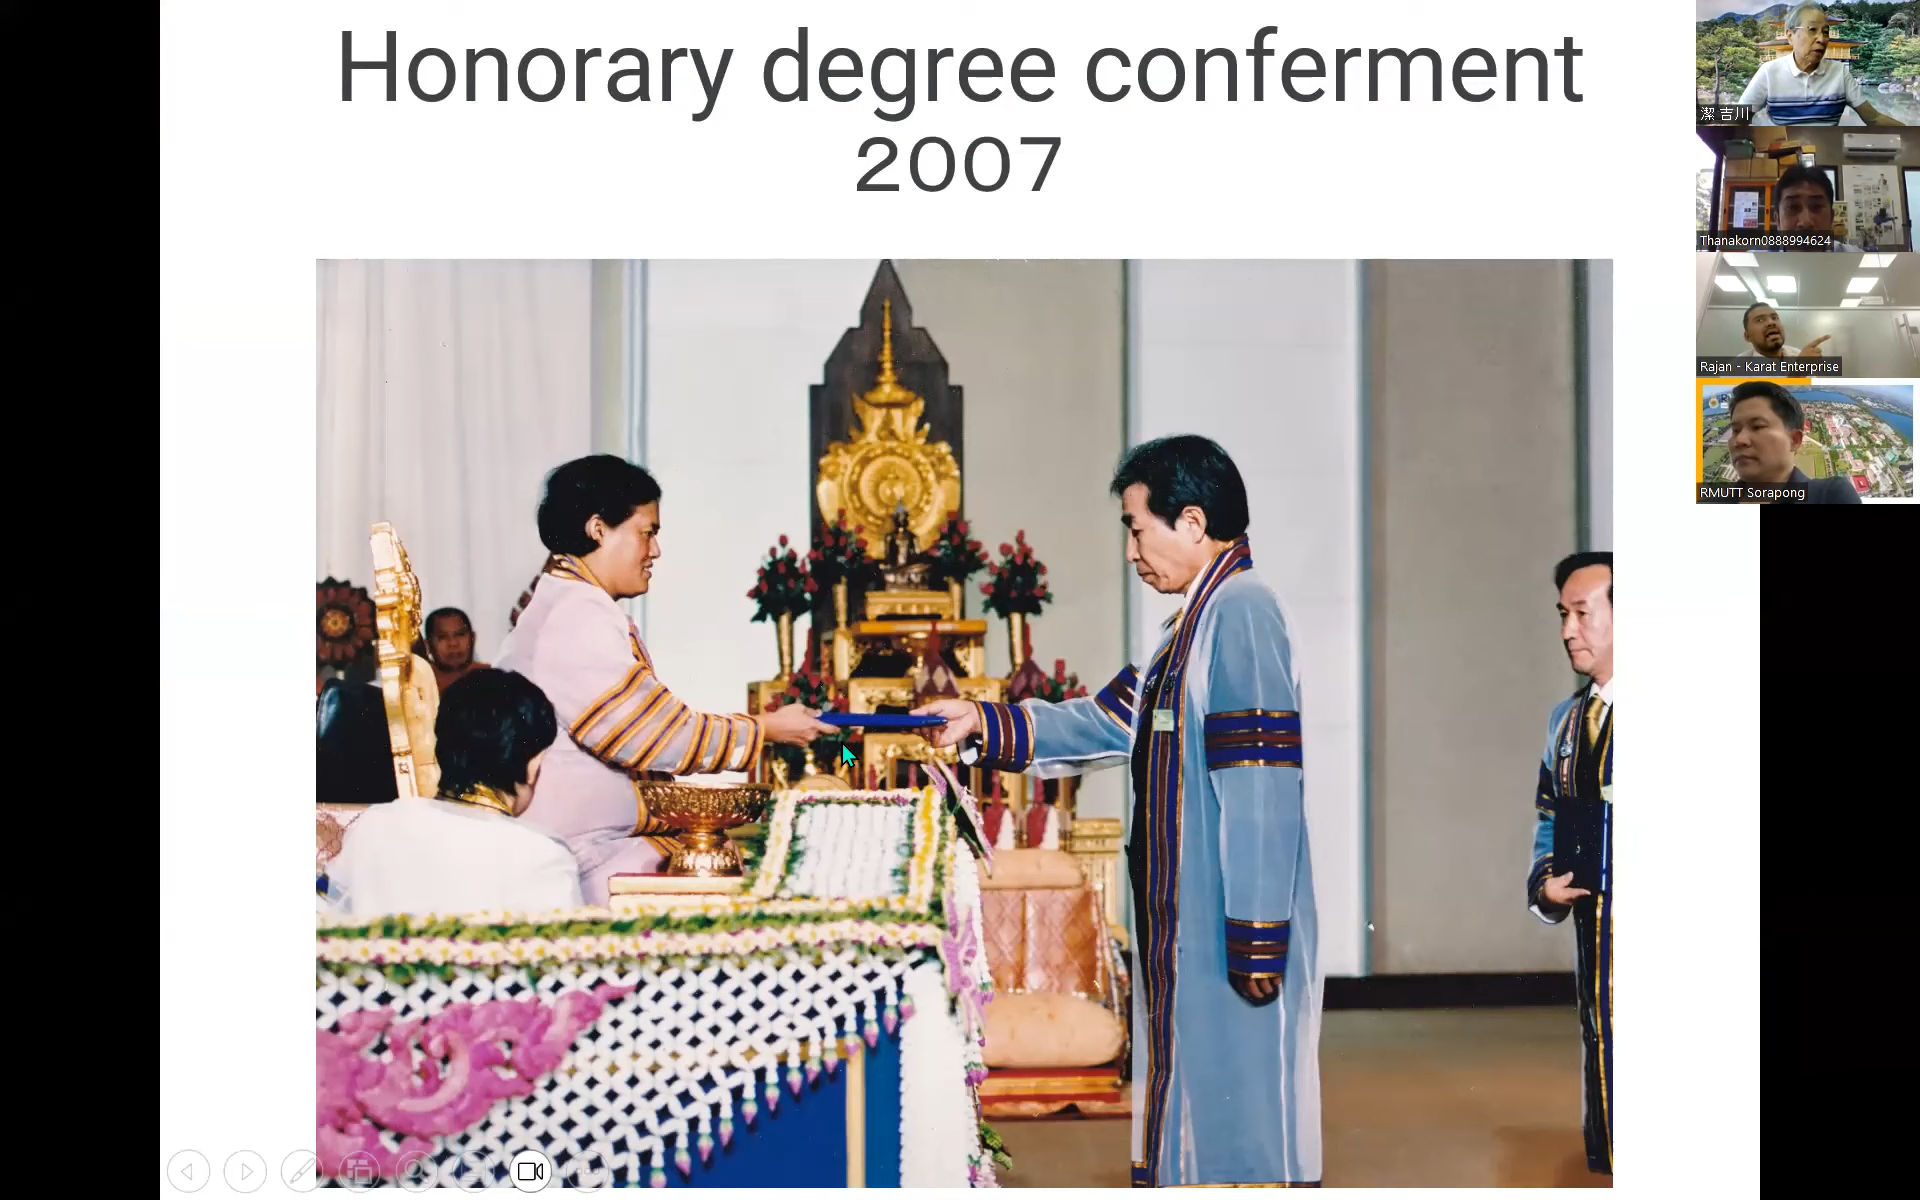 Honorary degree conferment
2007
潔 吉川
Thanakorn0888994624
Rajan - Karat Enterprise
RMUTT Sorapong